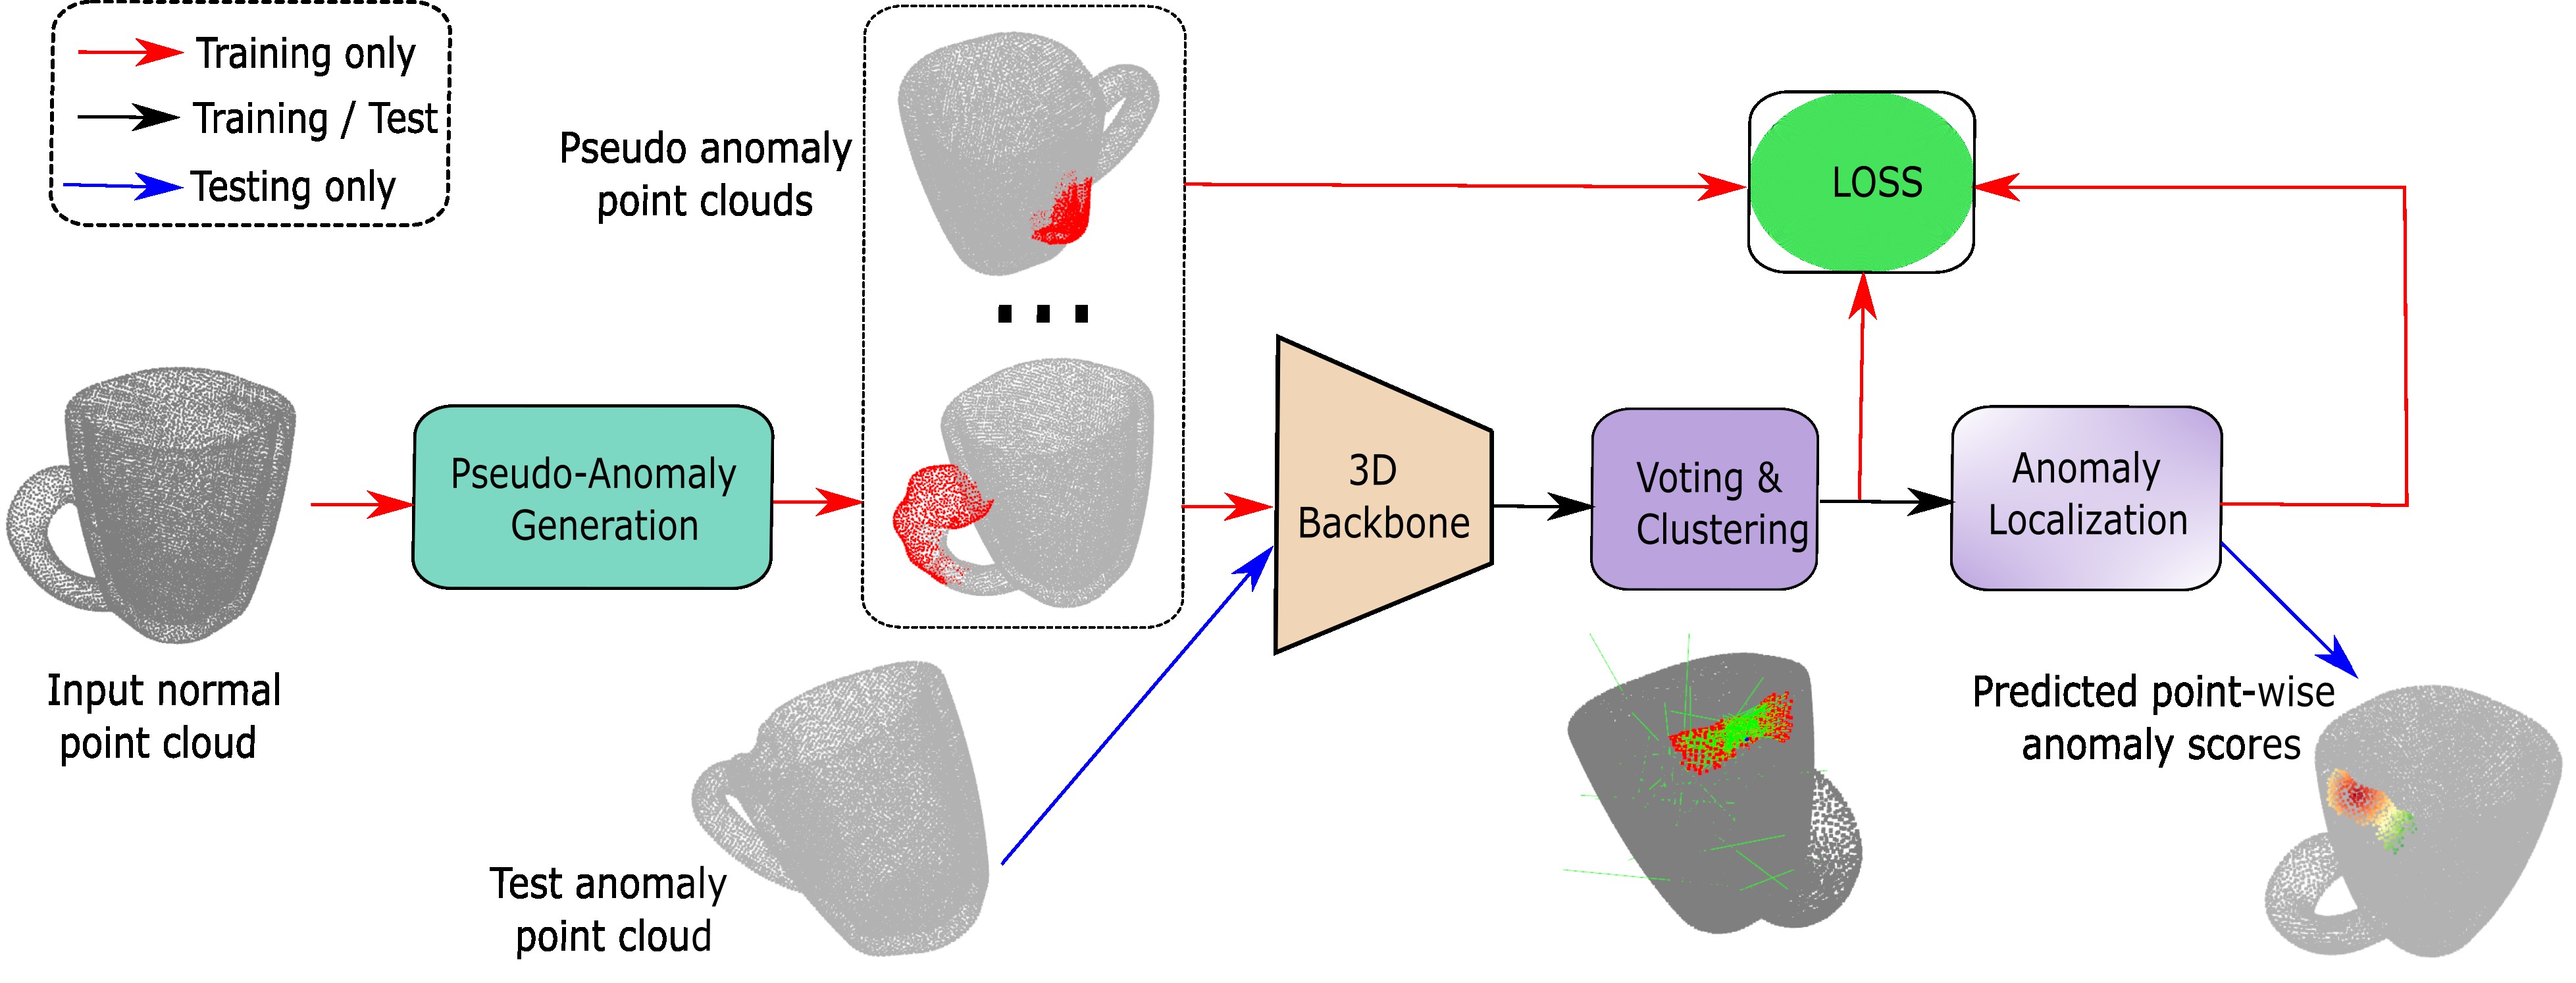 Training only
Training / Test
Testing only
Pseudo anomaly
point clouds
LOSS
Pseudo-Anomaly
Generation
3D
Backbone
Voting &
Clustering
Anomaly
Localization
Input normal
point cloud
Test anomaly
point cloud
Predicted point-wise
anomaly scores